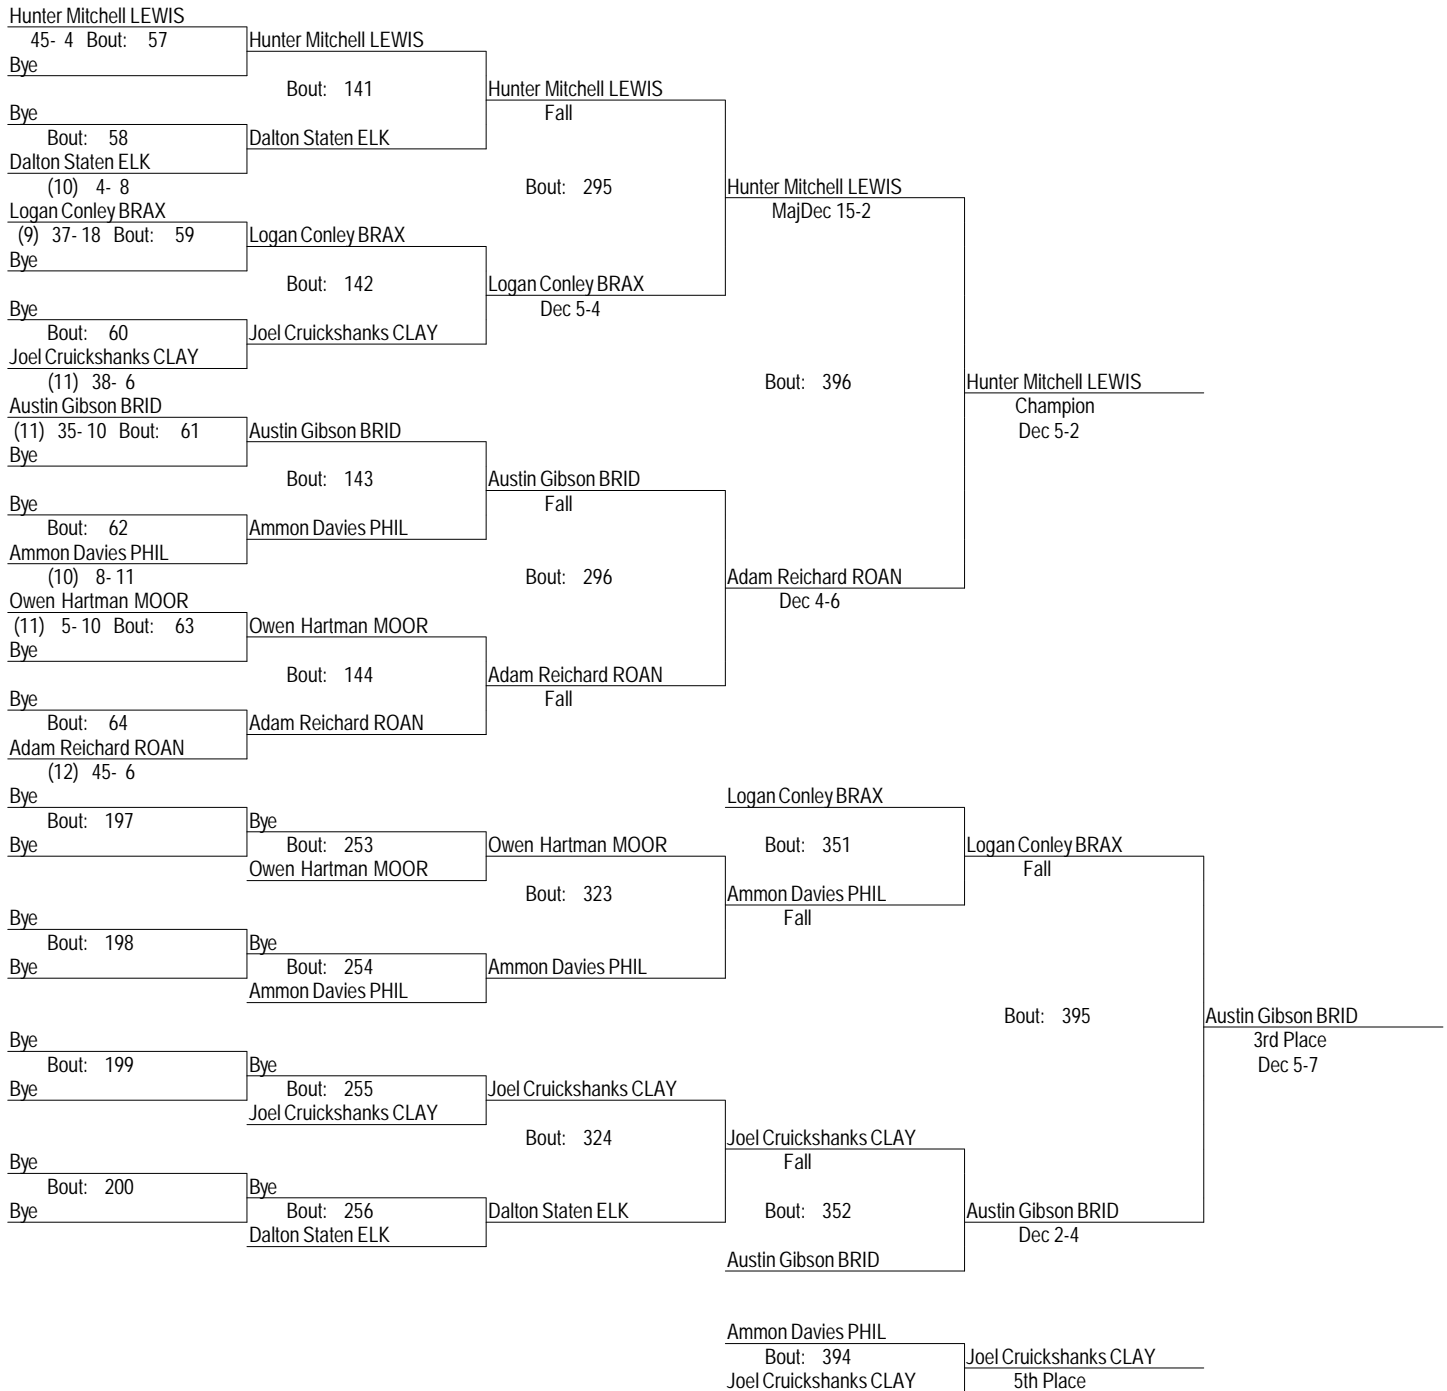 Hunter Mitchell LEWIS
45- 4 Bout: 57
Hunter Mitchell LEWIS
Bye
Bout: 141
Hunter Mitchell LEWIS
Bye
Fall
Bout: 58
Dalton Staten ELK
Dalton Staten ELK
(10) 4- 8
Bout: 295
Hunter Mitchell LEWIS
Logan Conley BRAX
MajDec 15-2
(9) 37- 18 Bout: 59
Logan Conley BRAX
Bye
Bout: 142
Logan Conley BRAX
Bye
Dec 5-4
Bout: 60
Joel Cruickshanks CLAY
Joel Cruickshanks CLAY
(11) 38- 6
Bout: 396
Hunter Mitchell LEWIS
Austin Gibson BRID
Champion
(11) 35- 10 Bout: 61
Austin Gibson BRID
Dec 5-2
Bye
Bout: 143
Austin Gibson BRID
Bye
Fall
Bout: 62
Ammon Davies PHIL
Ammon Davies PHIL
(10) 8- 11
Bout: 296
Adam Reichard ROAN
Owen Hartman MOOR
Dec 4-6
(11) 5- 10 Bout: 63
Owen Hartman MOOR
Bye
Bout: 144
Adam Reichard ROAN
Bye
Fall
Bout: 64
Adam Reichard ROAN
Adam Reichard ROAN
(12) 45- 6
Bye
Logan Conley BRAX
Bout: 197
Bye
Bye
Bout: 253
Owen Hartman MOOR
Bout: 351
Logan Conley BRAX
Owen Hartman MOOR
Fall
Bout: 323
Ammon Davies PHIL
Bye
Fall
Bout: 198
Bye
Bye
Bout: 254
Ammon Davies PHIL
Ammon Davies PHIL
Bout: 395
Austin Gibson BRID
Bye
3rd Place
Bout: 199
Bye
Dec 5-7
Bye
Bout: 255
Joel Cruickshanks CLAY
Joel Cruickshanks CLAY
Bout: 324
Joel Cruickshanks CLAY
Bye
Fall
Bout: 200
Bye
Bye
Bout: 256
Dalton Staten ELK
Bout: 352
Austin Gibson BRID
Dalton Staten ELK
Dec 2-4
Austin Gibson BRID
Ammon Davies PHIL
Bout: 394
Joel Cruickshanks CLAY
Joel Cruickshanks CLAY
5th Place